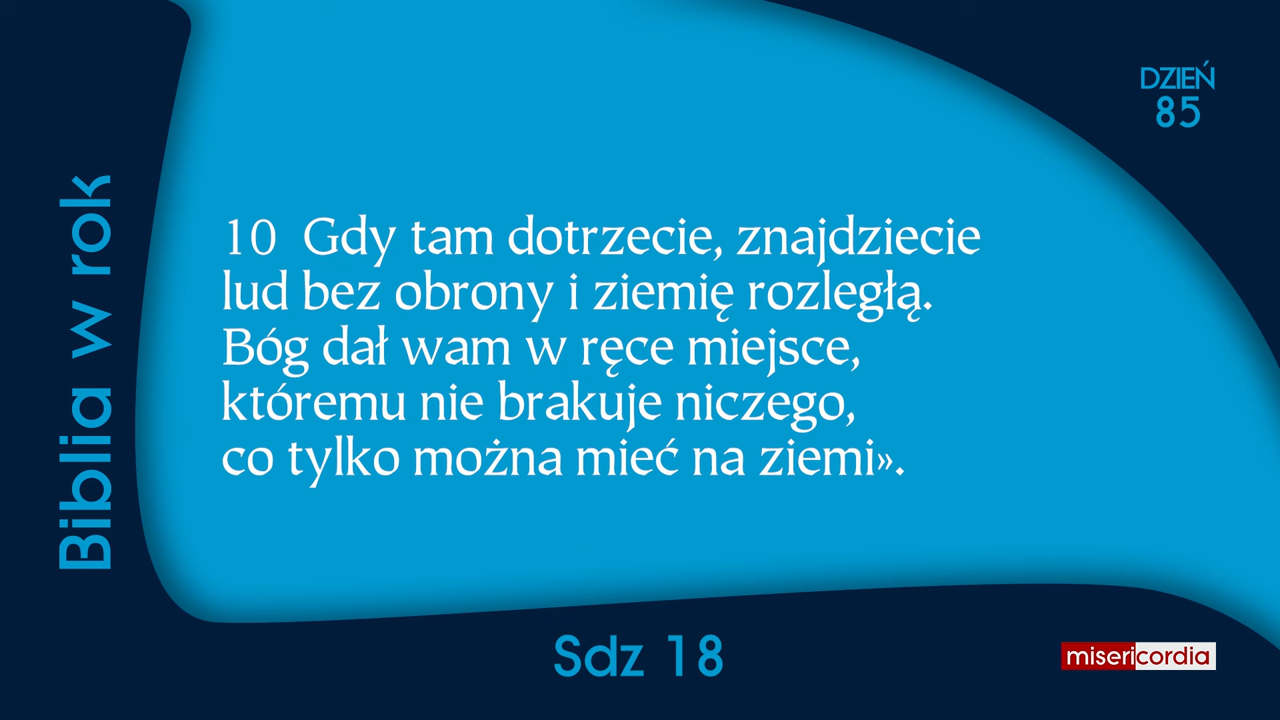 DZIEŃ
85
Biblia w rok
10 Gdy tam dotrzecie, znajdziecie
lud bez obrony i ziemię rozległą.
Bóg dał wam w ręce miejsce,
któremu nie brakuje niczego,
co tylko można mieć na ziemi».
Sdz 18
misericordia